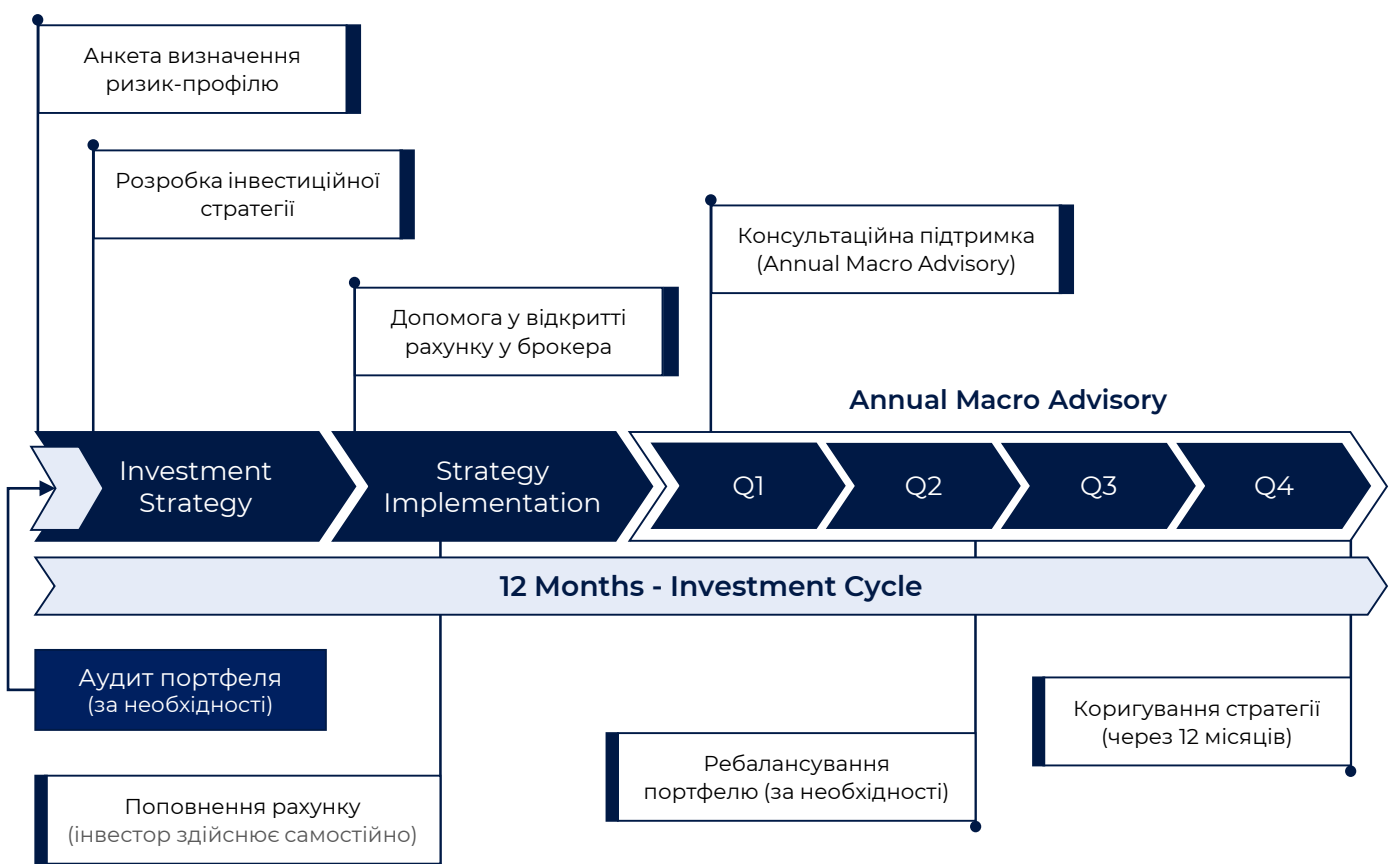 Анкета визначення
ризик-профілю
Розробка інвестиційної
стратегії
Консультаційна підтримка
(Annual Macro Advisory)
Допомога у відкритті
рахунку у брокера
Annual Macro Advisory
Investment
Strategy
Strategy
Implementation
Q1
Q2
Q3
Q4
12 Months - Investment Cycle
Аудит портфеля
(за необхідності)
Коригування стратегії
(через 12 місяців)
Ребалансування
портфелю (за необхідності)
Поповнення рахунку
(інвестор здійснює самостійно)